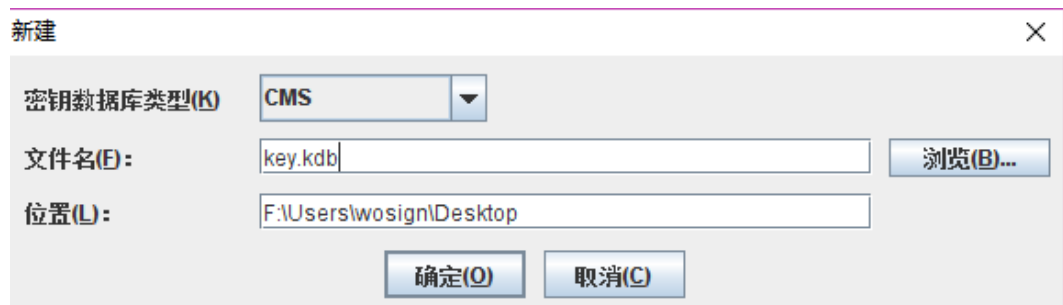 新建
密钥数据库类型(K) CMS
文件名(F): key.kdb 浏览(B)...
位置(L): F:\Users\wosign\Desktop
确定(O) 取消(C)